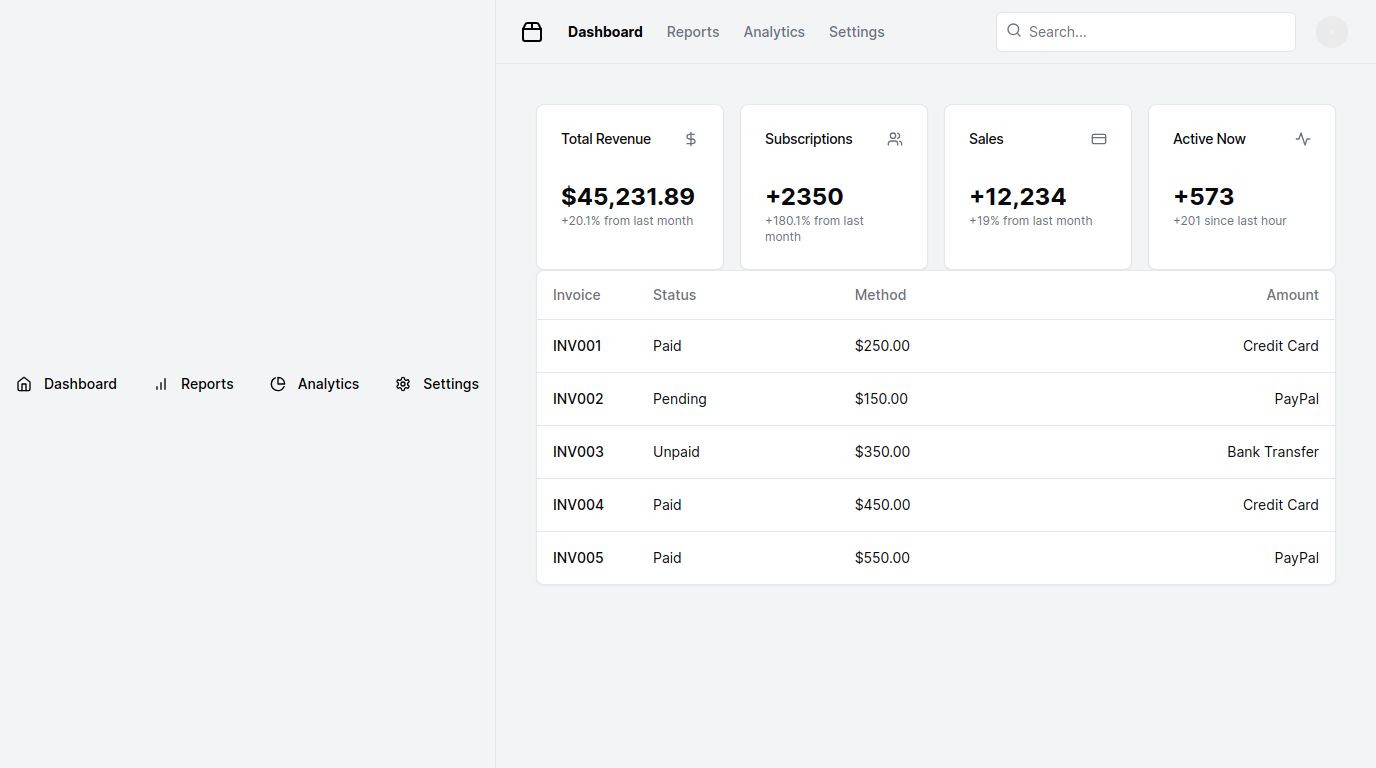 Dashboard Reports Analytics Settings
Dashboard Reports Analytics Settings Search...
Total Revenue
$45,231.89
+20.1% from last month
Subscriptions
+2350
+180.1% from last
month
Sales
+12,234
+19% from last month
Active Now
+573
+201 since last hour
Invoice Status Method Amount
INV001 Paid $250.00 Credit Card
INV002 Pending $150.00 PayPal
INV003 Unpaid $350.00 Bank Transfer
INV004 Paid $450.00 Credit Card
INV005 Paid $550.00 PayPal